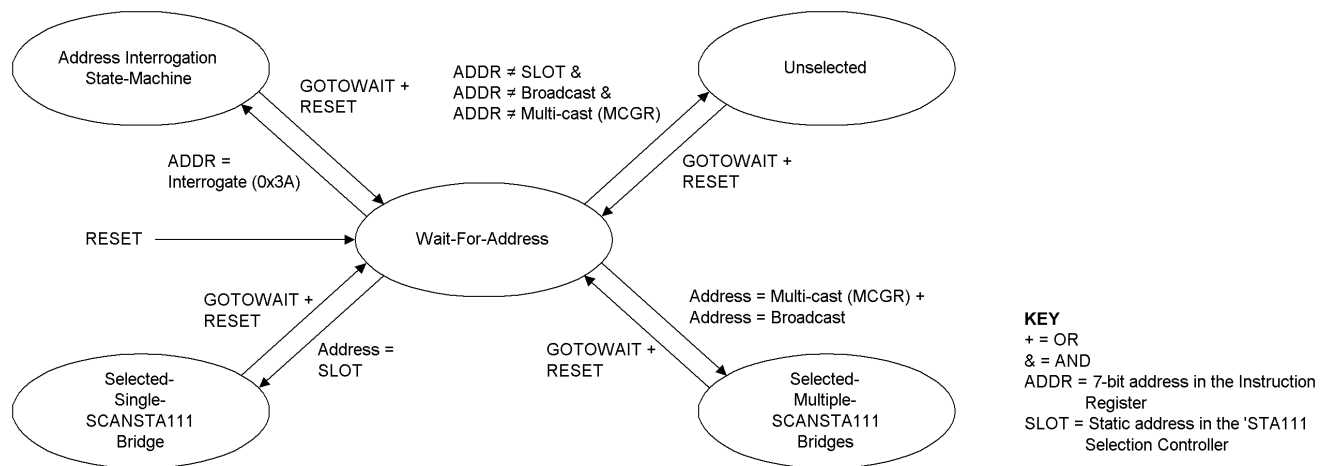 Address Interrogation
State-Machine
GOTOWAIT +
RESET
ADDR ≠ SLOT &
ADDR ≠ Broadcast &
ADDR ≠ Multi-cast (MCGR)
Unselected
ADDR =
Interrogate (0x3A)
GOTOWAIT +
RESET
RESET
Wait-For-Address
GOTOWAIT +
RESET
Address =
SLOT
Address = Multi-cast (MCGR) +
Address = Broadcast
GOTOWAIT +
RESET
Selected-
Single-
SCANSTA111
Bridge
Selected-
Multiple-
SCANSTA111
Bridges
KEY
+ = OR
& = AND
ADDR = 7-bit address in the Instruction
Register
SLOT = Static address in the 'STA111
Selection Controller